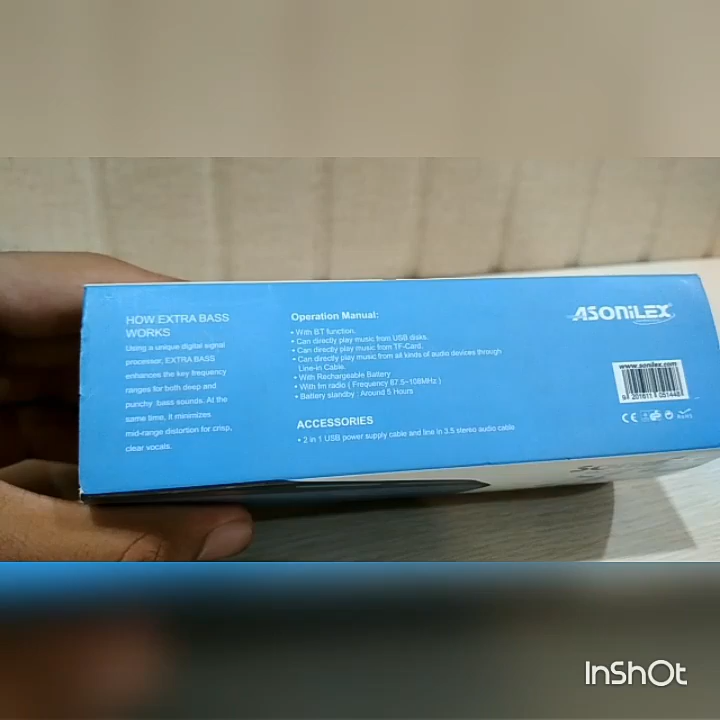 HOW EXTRA BASS
WORKS
Using a unique digital signal
processor, EXTRA BASS
enhances the key frequency
ranges for both deep and
punchy bass sounds. At the
same time, it minimizes
mid-range distortion for crisp,
clear vocals.
Operation Manual:
• With BT function.
• Can directly play music from USB disks.
• Can directly play music from TF-Card.
• Can directly play music from all kinds of audio devices through
Line-in Cable.
• With Rechargeable Battery
• With fm radio ( Frequency 87.5~108MHz )
• Battery standby : Around 5 Hours
ACCESSORIES
• 2 in 1 USB power supply cable and line in 3.5 stereo audio cable
ASONiLEX
www.asonilex.com
CE
RoHS
InShOt